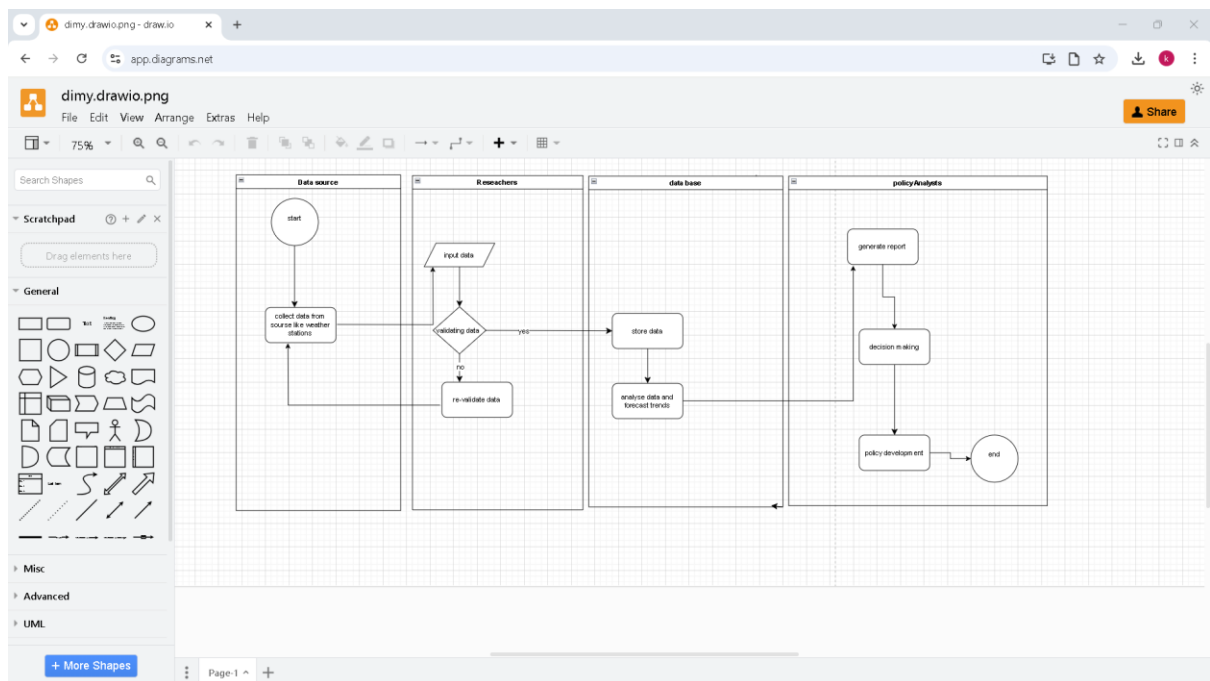 dimy.drawio.png - draw.io
app.diagrams.net
k
dimy.drawio.png
File Edit View Arrange Extras Help
Share
75%
Search Shapes
Scratchpad
Drag elements here
General
Misc
Advanced
UML
+ More Shapes
Page-1
Data source
start
collect data from
sourse like weather
stations
Reseachers
input data
validating data
yes
no
re-validate data
data base
store data
analyse data and
forecast trends
policyAnalysts
generate report
decision making
policy development
end